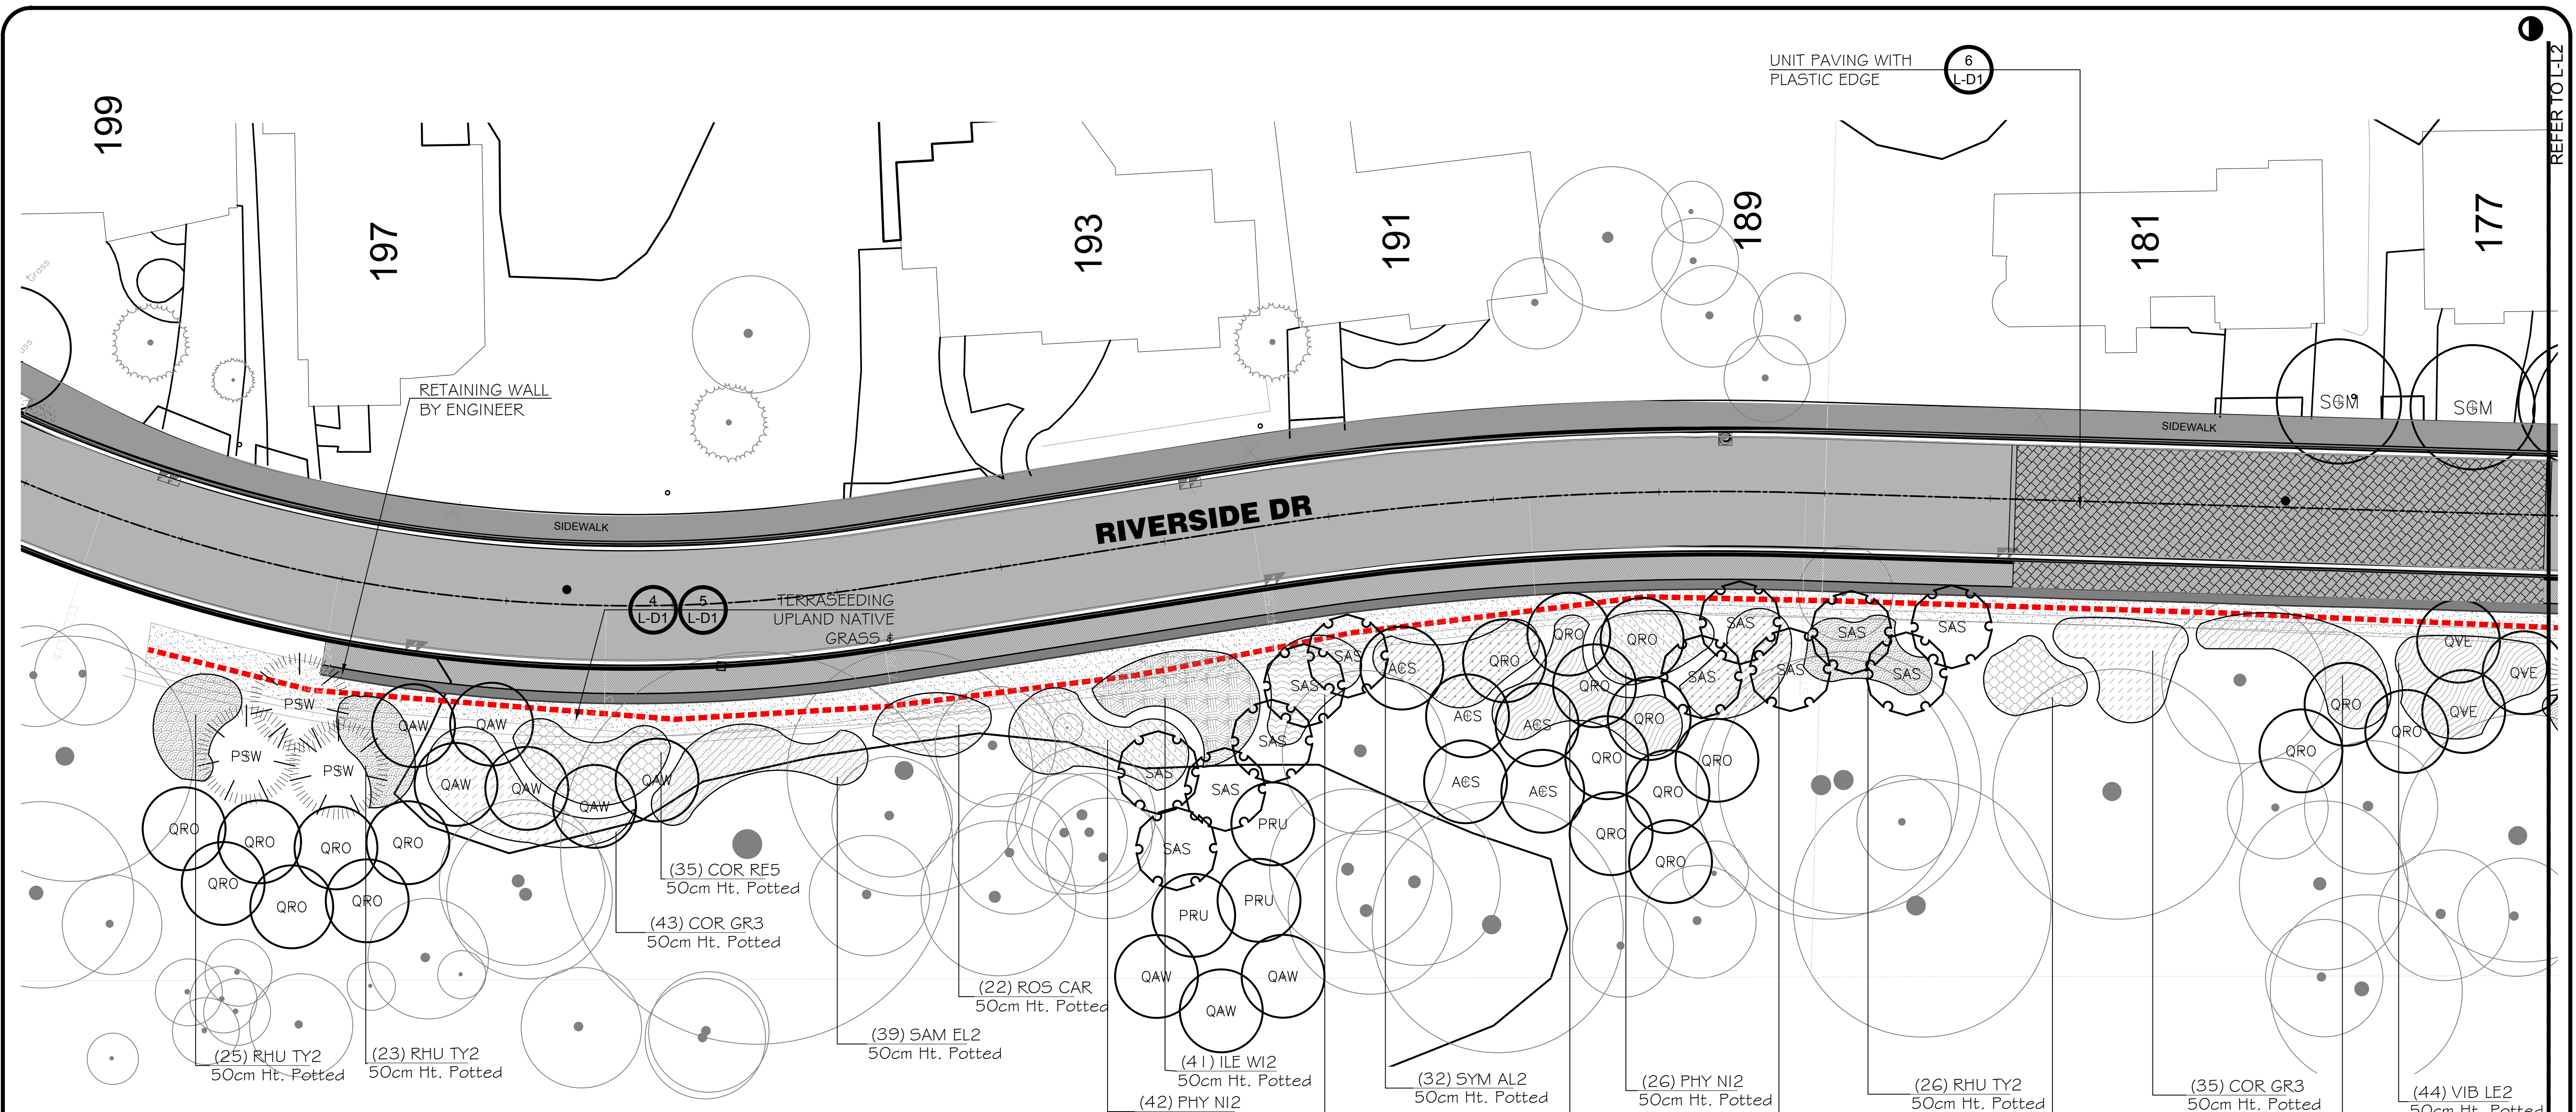 UNIT PAVING WITH
PLASTIC EDGE
6
L-D1
REFER TO L-L2
199
197
193
191
189
181
177
Grass
RETAINING WALL
BY ENGINEER
SGM
SGM
SIDEWALK
SIDEWALK
RIVERSIDE DR
4
L-D1
5
L-D1
TERRASEEDING
UPLAND NATIVE
GRASS ¢
PSW
PSW
PSW
QAW
QAW
QAW
QAW
QAW
QAW
QRO
QRO
QRO
QRO
QRO
QRO
QRO
SAS
SAS
SAS
SAS
SAS
SAS
PRU
PRU
PRU
QAW
QAW
QAW
ACS
ACS
ACS
ACS
ACS
QRO
QRO
QRO
QRO
QRO
QRO
QRO
QRO
QRO
QRO
SAS
SAS
SAS
SAS
SAS
SAS
QVE
QVE
QVE
QRO
QRO
QRO
(35) COR RE5
50cm Ht. Potted
(43) COR GR3
50cm Ht. Potted
(22) ROS CAR
50cm Ht. Potted
(39) SAM EL2
50cm Ht. Potted
(25) RHU TY2
50cm Ht. Potted
(23) RHU TY2
50cm Ht. Potted
(41) ILE WI2
50cm Ht. Potted
(42) PHY NI2
(32) SYM AL2
50cm Ht. Potted
(26) PHY NI2
50cm Ht. Potted
(26) RHU TY2
50cm Ht. Potted
(35) COR GR3
50cm Ht. Potted
(44) VIB LE2
50cm Ht. Potted